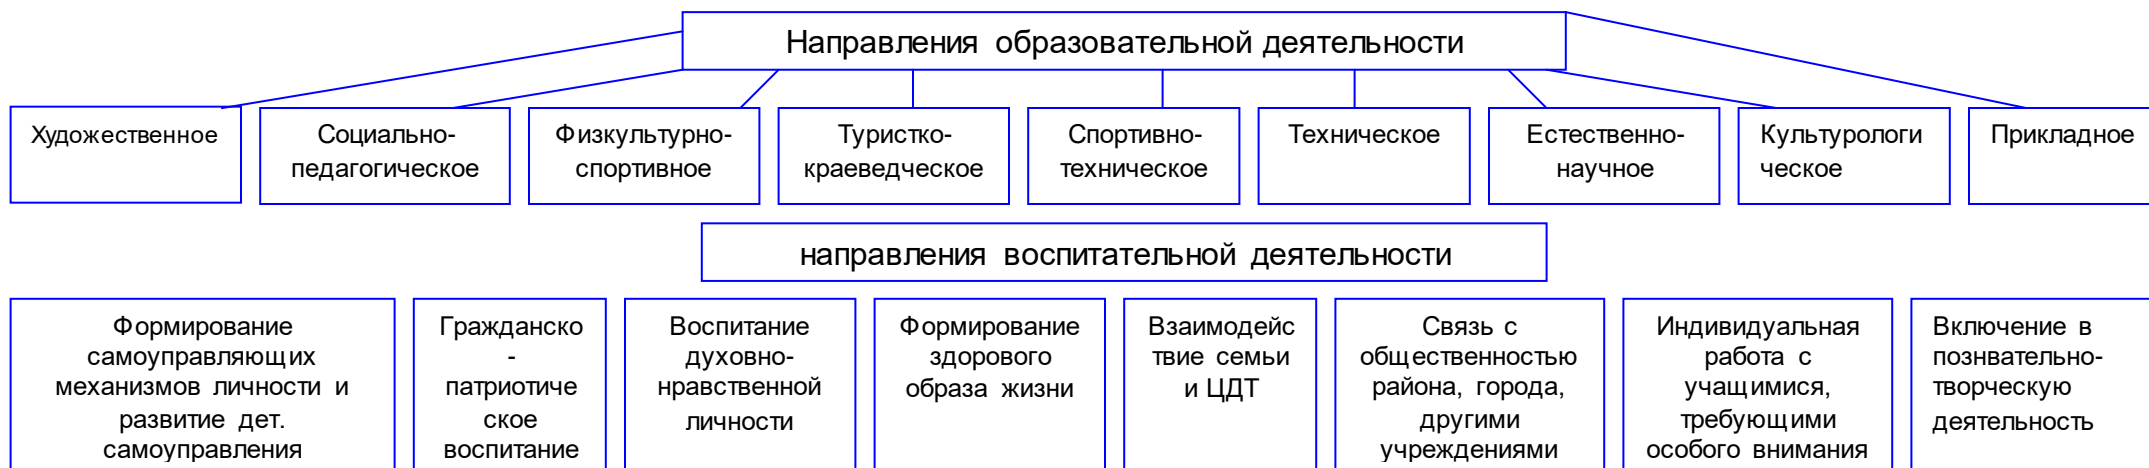 Направления образовательной деятельности
Художественное
Социально-
педагогическое
Физкультурно-
спортивное
Туристко-
краеведческое
Спортивно-
техническое
Техническое
Естественно-
научное
Культурологи
ческое
Прикладное
направления воспитательной деятельности
Формирование
самоуправляющих
механизмов личности и
развитие дет.
самоуправления
Гражданско
-
патриотиче
ское
воспитание
Воспитание
духовно-
нравственной
личности
Формирование
здорового
образа жизни
Взаимодейс
твие семьи
и ЦДТ
Связь с
общественностью
района, города,
другими
учреждениями
Индивидуальная
работа с
учащимися,
требующими
особого внимания
Включение в
познвательно-
творческую
деятельность